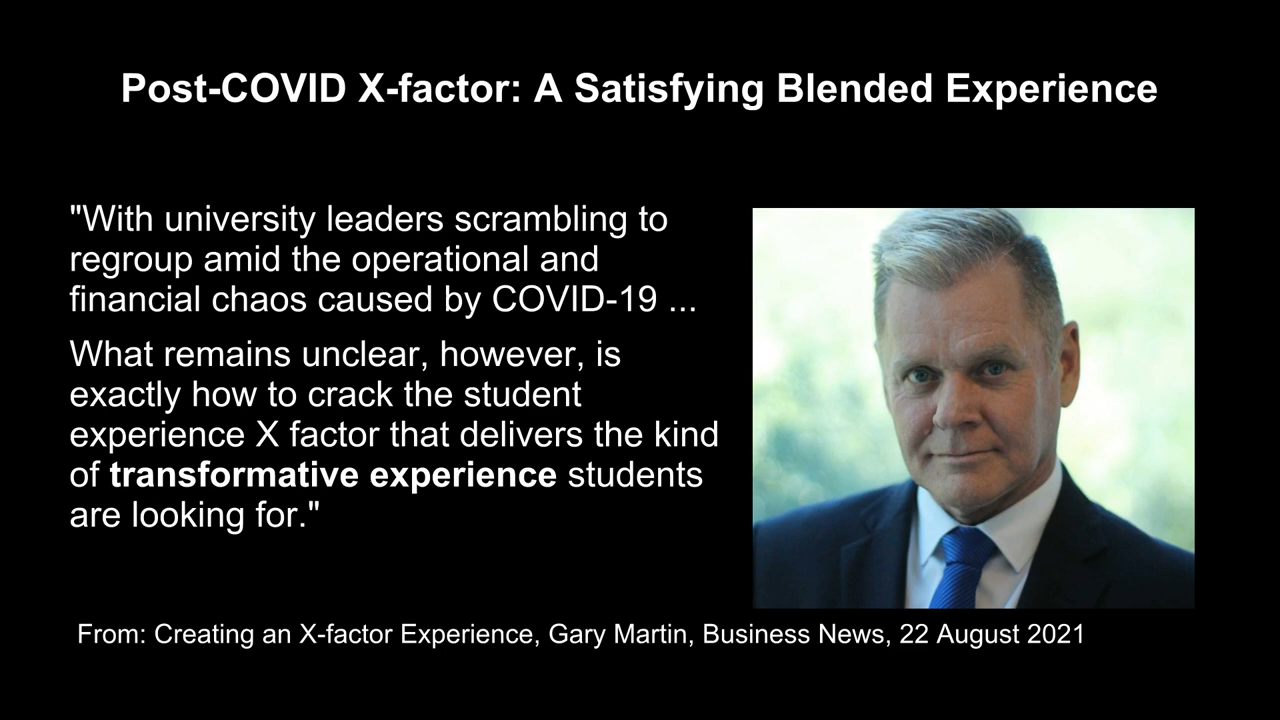 Post-COVID X-factor: A Satisfying Blended Experience
"With university leaders scrambling to
regroup amid the operational and
financial chaos caused by COVID-19 ...
What remains unclear, however, is
exactly how to crack the student
experience X factor that delivers the kind
of transformative experience students
are looking for."
From: Creating an X-factor Experience, Gary Martin, Business News, 22 August 2021